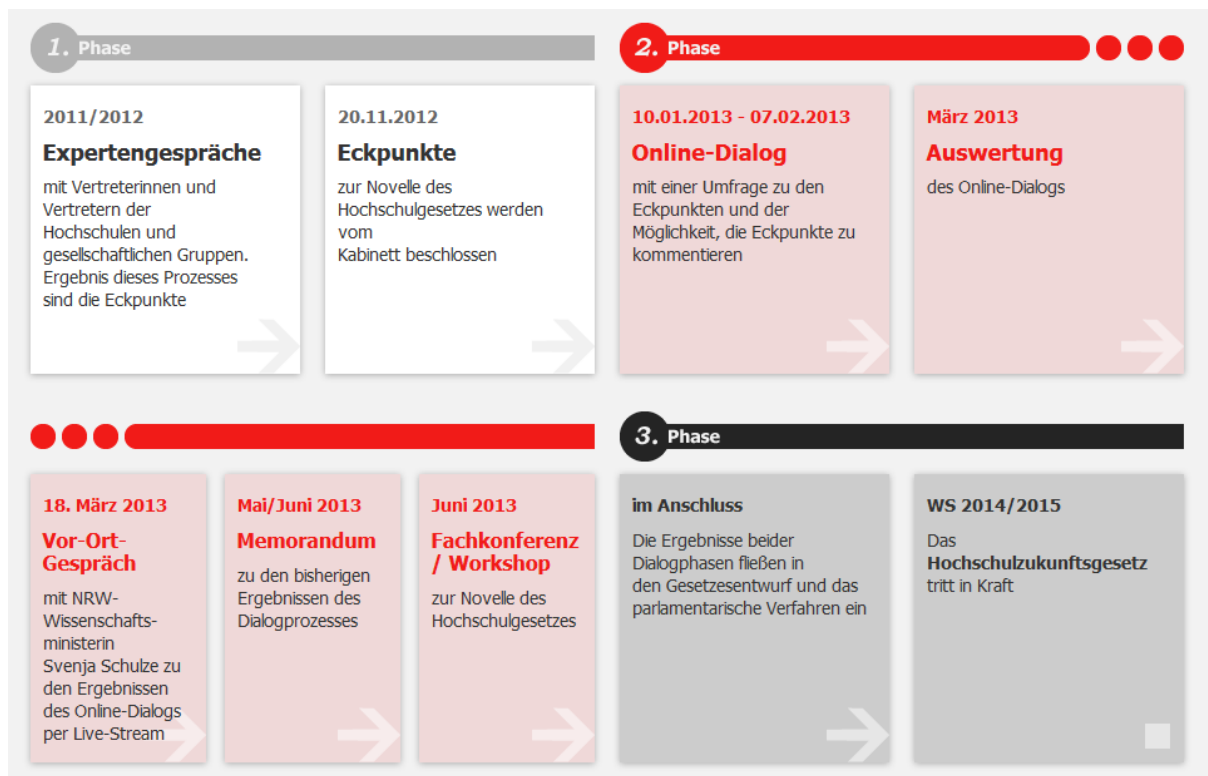 1. Phase
2011/2012
Expertengespräche
mit Vertreterinnen und
Vertretern der
Hochschulen und
gesellschaftlichen Gruppen.
Ergebnis dieses Prozesses
sind die Eckpunkte
20.11.2012
Eckpunkte
zur Novelle des
Hochschulgesetzes werden
vom
Kabinett beschlossen
2. Phase
10.01.2013 - 07.02.2013
Online-Dialog
mit einer Umfrage zu den
Eckpunkten und der
Möglichkeit, die Eckpunkte zu
kommentieren
März 2013
Auswertung
des Online-Dialogs
18. März 2013
Vor-Ort-
Gespräch
mit NRW-
Wissenschafts-
ministerin
Svenja Schulze zu
den Ergebnissen
des Online-Dialogs
per Live-Stream
Mai/Juni 2013
Memorandum
zu den bisherigen
Ergebnissen des
Dialogprozesses
Juni 2013
Fachkonferenz
/ Workshop
zur Novelle des
Hochschulgesetzes
3. Phase
im Anschluss
Die Ergebnisse beider
Dialogphasen fließen in
den Gesetzesentwurf und das
parlamentarische Verfahren ein
WS 2014/2015
Das
Hochschulzukunftsgesetz
tritt in Kraft